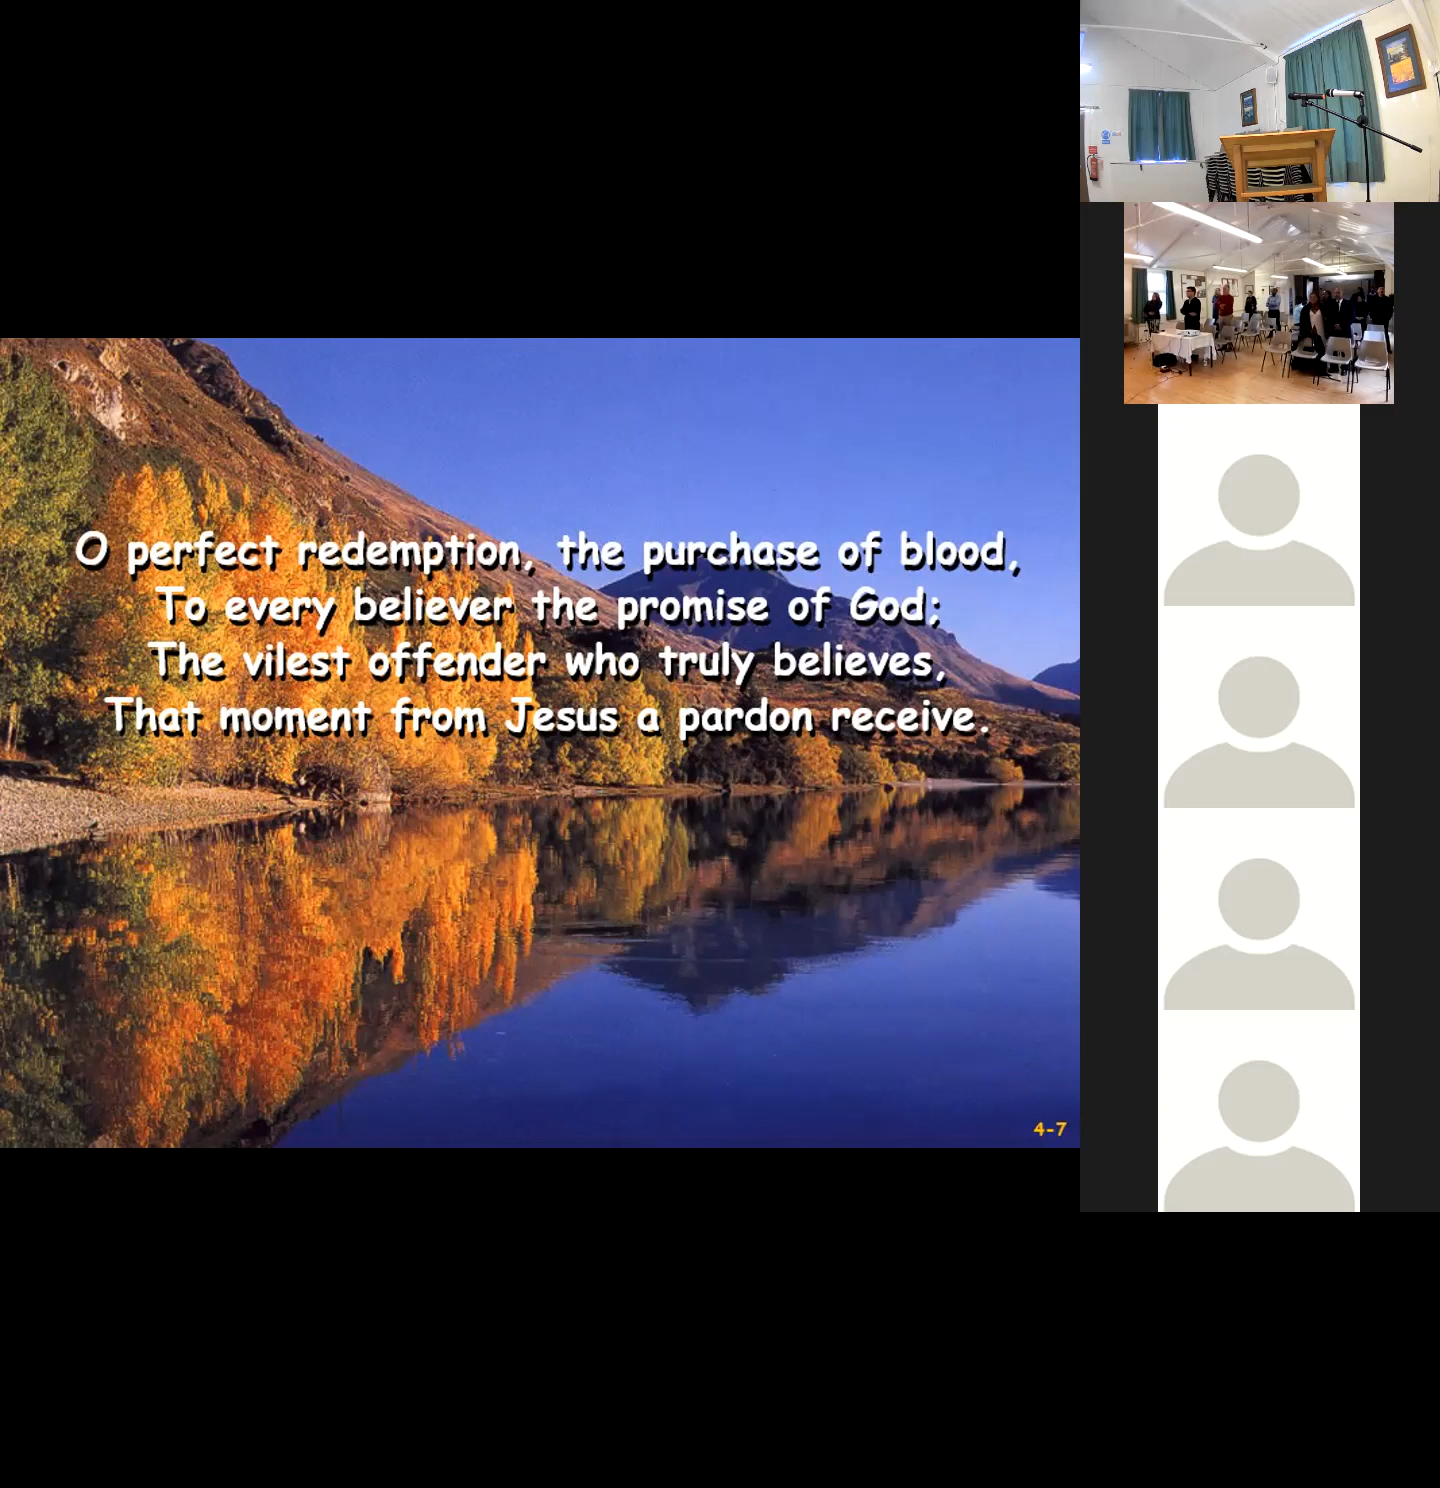 O perfect redemption, the purchase of blood,
To every believer the promise of God;
The vilest offender who truly believes,
That moment from Jesus a pardon receive.
4-7